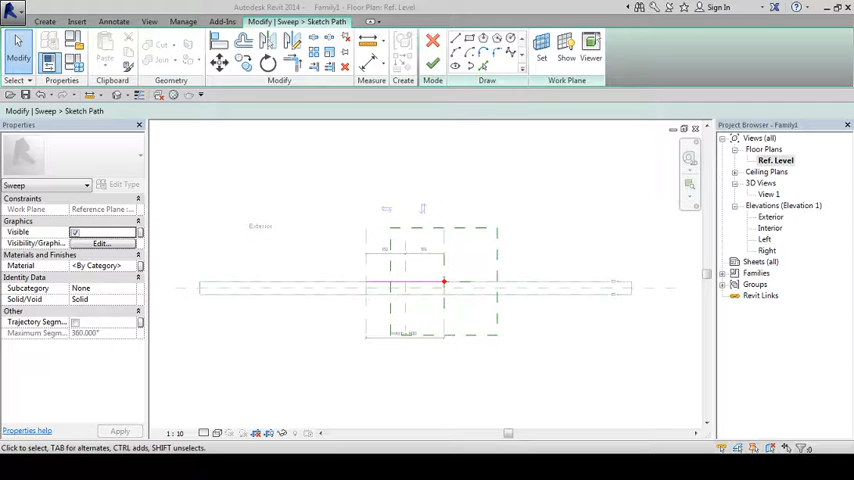 Autodesk Revit 2014 - Family1 - Floor Plan: Ref. Level
Sign In
Create Insert Annotate View Manage Add-Ins Modify | Sweep > Sketch Path
Modify
Paste
Cut
Join
Create
Set Show Viewer
Select Properties Clipboard Geometry Modify Measure Create Mode Draw Work Plane
Modify | Sweep > Sketch Path
Properties
Sweep
Edit Type
Constraints
Work Plane Reference Plane :...
Graphics
Visible
Visibility/Graphi... Edit...
Materials and Finishes
Material <By Category>
Identity Data
Subcategory None
Solid/Void Solid
Trajectory Segm...
Maximum Segm... 360.000°
Properties help Apply
Exterior
Project Browser - Family1
Views (all)
Floor Plans
Ref. Level
Ceiling Plans
3D Views
View 1
Elevations (Elevation 1)
Exterior
Interior
Left
Right
Sheets (all)
Families
Groups
Revit Links
1 : 10
Click to select, TAB for alternates, CTRL adds, SHIFT unselects.
:0